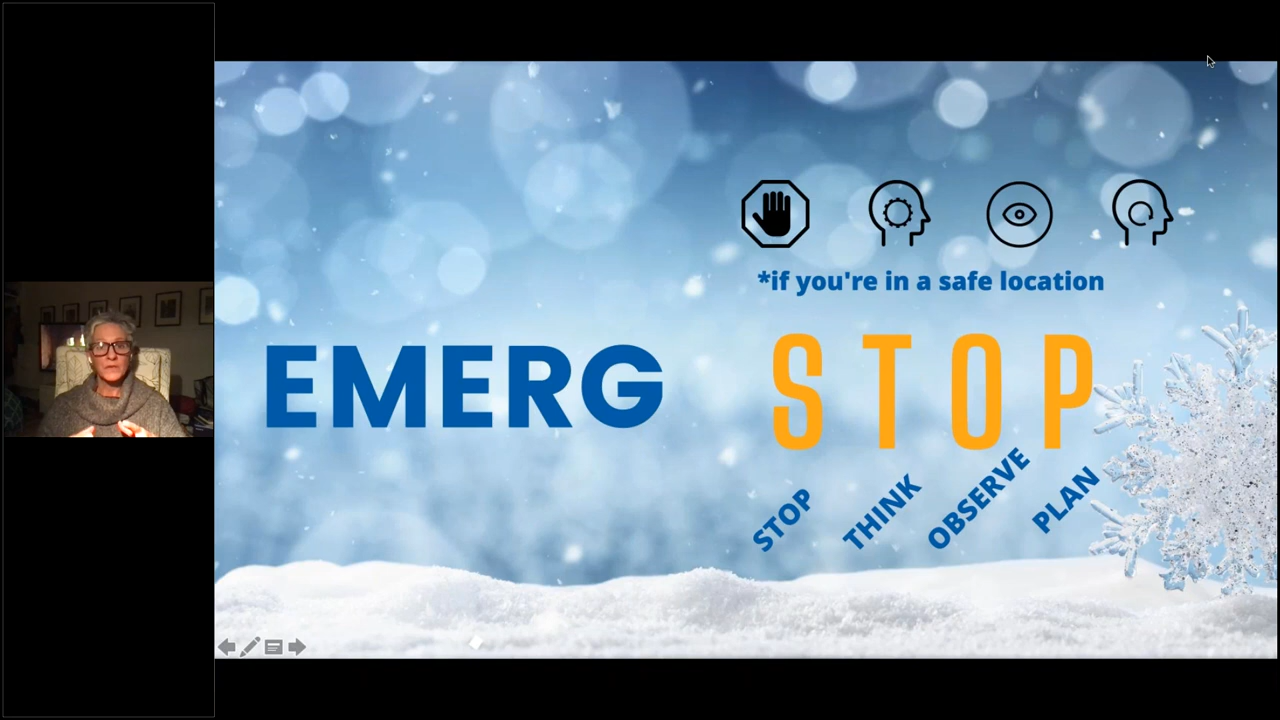 *if you're in a safe location
EMERG
STOP
STOP
THINK
OBSERVE
PLAN